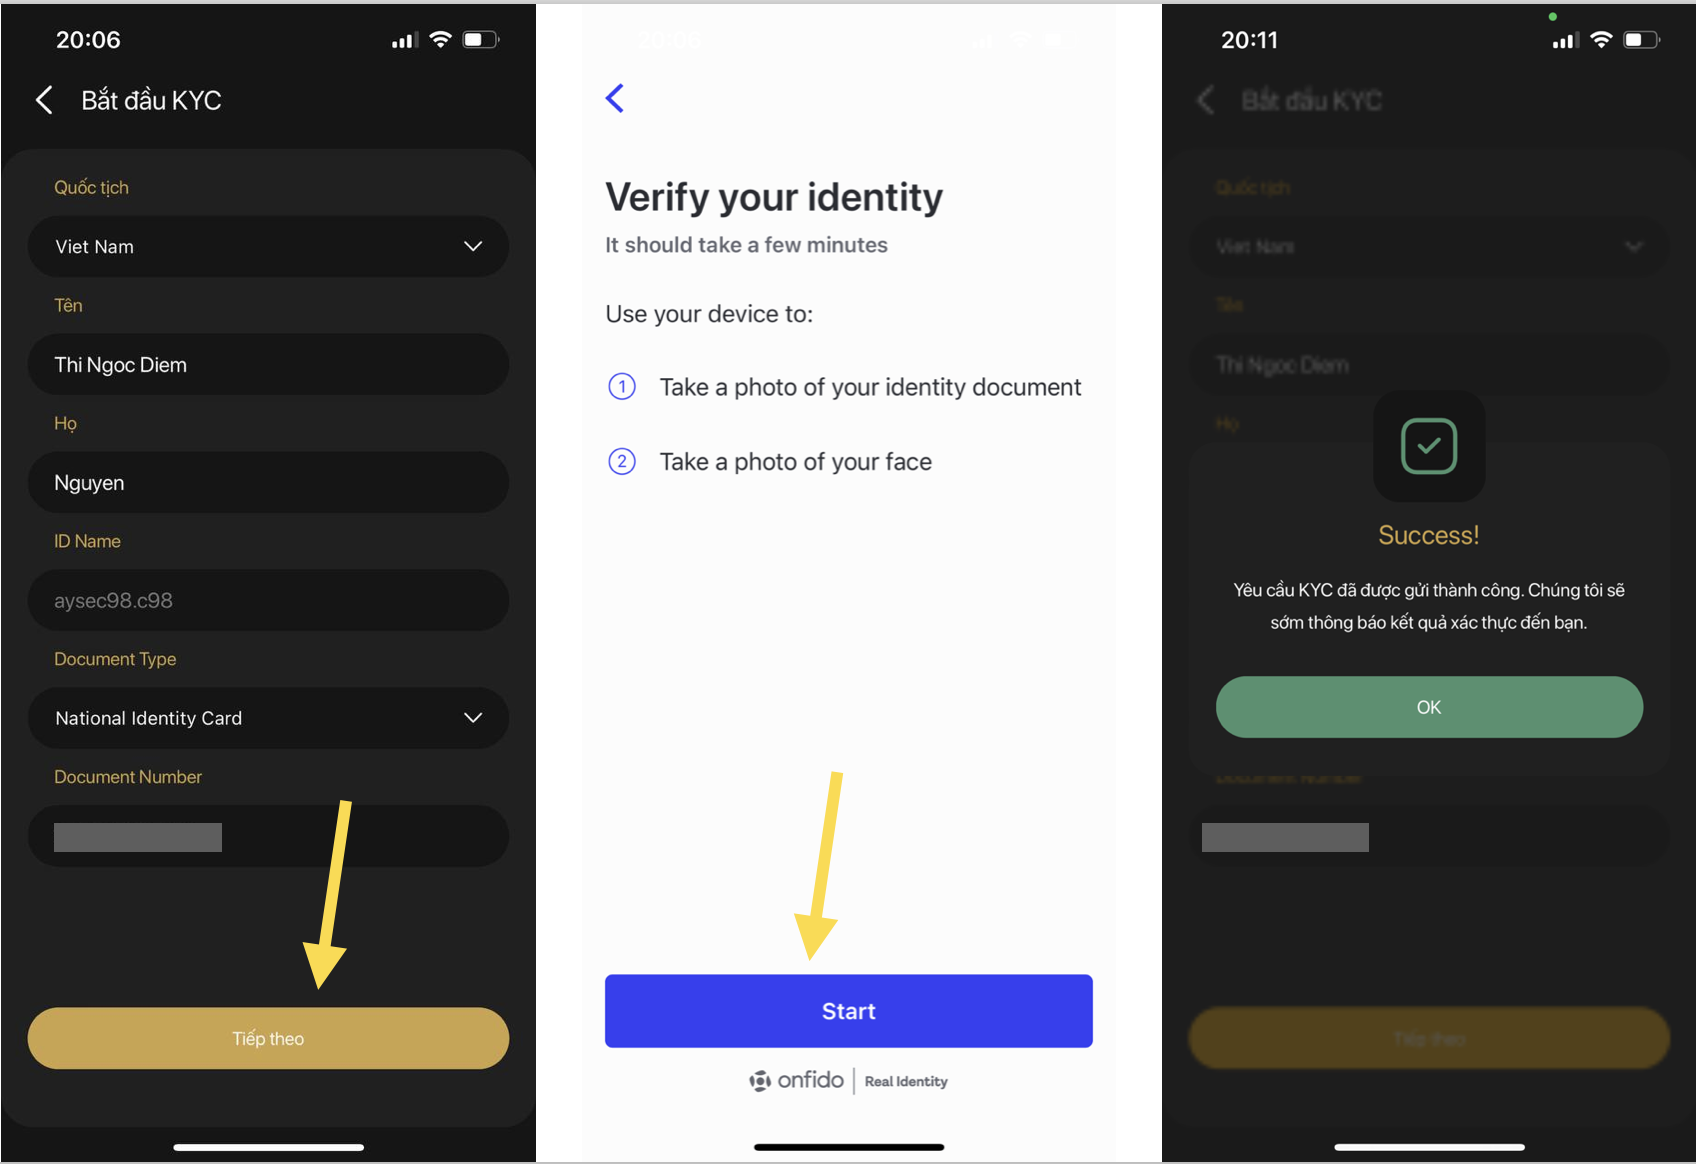 20:06
Bắt đầu KYC
Quốc tịch
Viet Nam
Tên
Thi Ngoc Diem
Họ
Nguyen
ID Name
aysec98.c98
Document Type
National Identity Card
Document Number
Tiếp theo
Verify your identity
It should take a few minutes
Use your device to:
1 Take a photo of your identity document
2 Take a photo of your face
Start
onfido | Real Identity
20:11
Bắt đầu KYC
Quốc tịch
Viet Nam
Tên
Thi Ngoc Diem
Họ
Success!
Yêu cầu KYC đã được gửi thành công. Chúng tôi sẽ
sớm thông báo kết quả xác thực đến bạn.
OK
Document Number
Tiếp theo